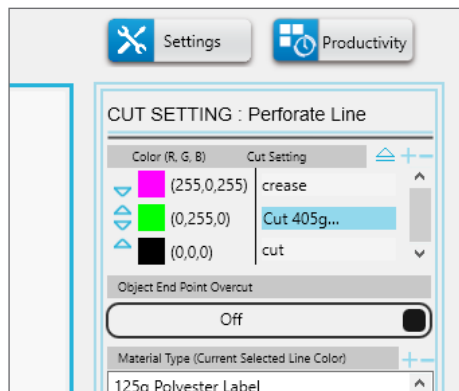 Settings
Productivity
CUT SETTING : Perforate Line
Color (R, G, B) Cut Setting
(255,0,255) crease
(0,255,0) Cut 405g...
(0,0,0) cut
Object End Point Overcut
Off
Material Type (Current Selected Line Color)
125g Polyester Label